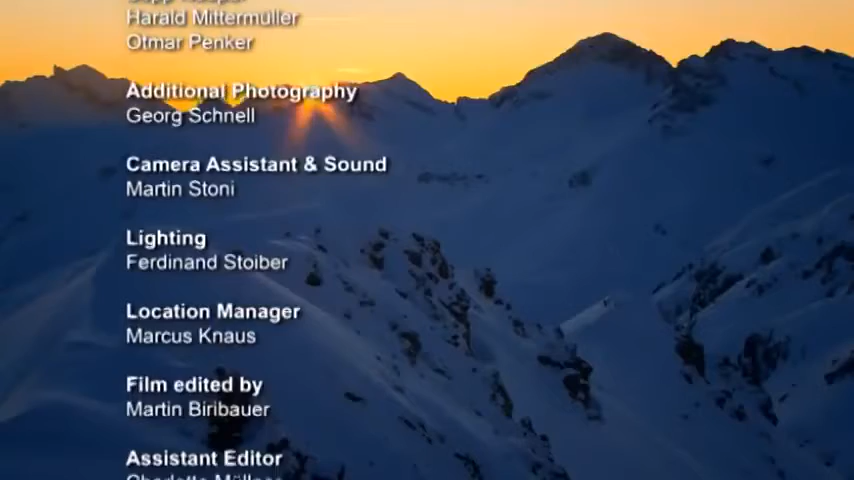 Harald Mittermüller
Otmar Penker
Additional Photography
Georg Schnell
Camera Assistant & Sound
Martin Stoni
Lighting
Ferdinand Stoiber
Location Manager
Marcus Knaus
Film edited by
Martin Biribauer
Assistant Editor